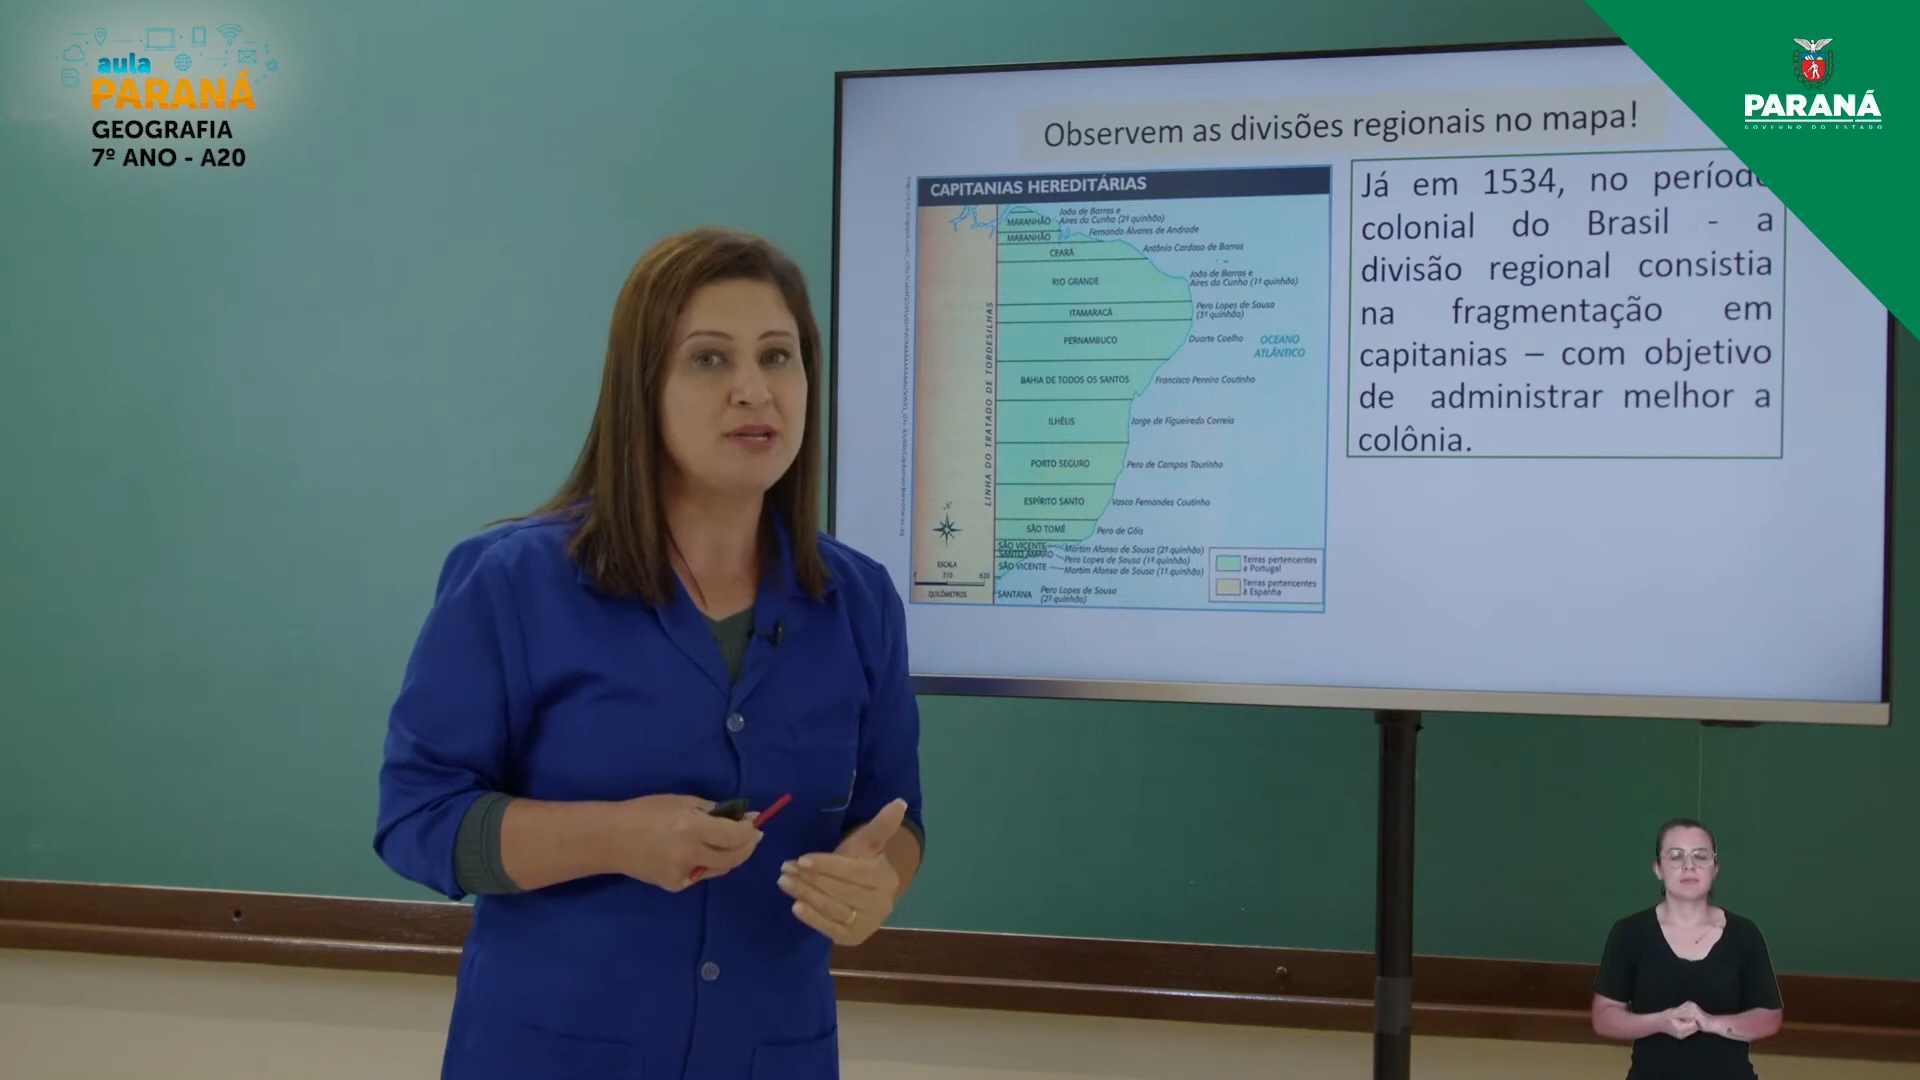 aula
PARANÁ
GEOGRAFIA
7º ANO - A20
PARANÁ
GOVERNO DO ESTADO
Observem as divisões regionais no mapa!
CAPITANIAS HEREDITÁRIAS
MARANHÃO
João de Barros e
Aires da Cunha (2º quinhão)
MARANHÃO
Fernando Álvares de Andrade
CEARÁ
Antônio Cardoso de Barros
RIO GRANDE
João de Barros e
Aires da Cunha (1º quinhão)
ITAMARACÁ
Pero Lopes de Sousa
(3º quinhão)
PERNAMBUCO
Duarte Coelho
OCEANO
ATLÂNTICO
BAHIA DE TODOS OS SANTOS
Francisco Pereira Coutinho
ILHÉUS
Jorge de Figueiredo Correia
PORTO SEGURO
Pero de Campos Tourinho
ESPÍRITO SANTO
Vasco Fernandes Coutinho
SÃO TOMÉ
Pero de Góis
SÃO VICENTE
Martim Afonso de Sousa (2º quinhão)
SANTO AMARO
Pero Lopes de Sousa (1º quinhão)
SÃO VICENTE
Martim Afonso de Sousa (1º quinhão)
SANTANA
Pero Lopes de Sousa
(2º quinhão)
LINHA DO TRATADO DE TORDESILHAS
N
ESCALA
0 310 620
QUILÔMETROS
Terras pertencentes
a Portugal
Terras pertencentes
à Espanha
Já em 1534, no período
colonial do Brasil - a
divisão regional consistia
na fragmentação em
capitanias – com objetivo
de administrar melhor a
colônia.